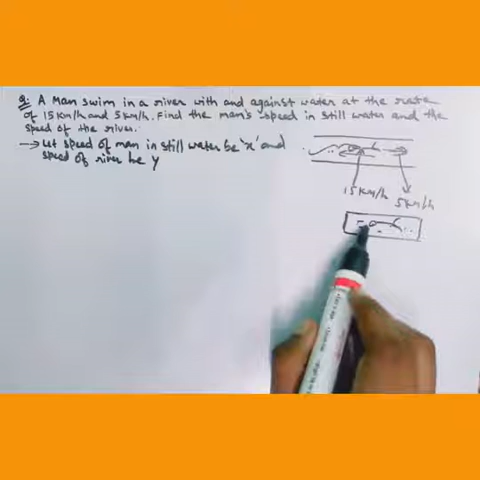 Q. A Man swim in a river with and against water at the rate
of 15 Km/h and 5 Km/h. Find the man's speed in still water and the
speed of the river.
→ Let speed of man in still water be 'x' and
speed of river be y
15 Km/h
5 Km/h